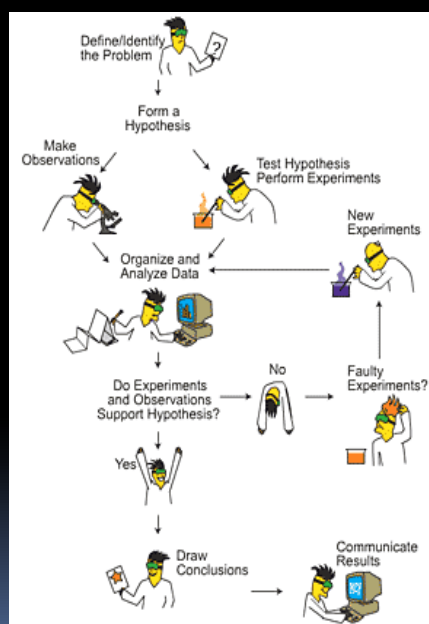 Define/Identify
the Problem
?
Form a
Hypothesis
Make
Observations
Test Hypothesis
Perform Experiments
New
Experiments
Organize and
Analyze Data
Do Experiments
and Observations
Support Hypothesis?
No
Faulty
Experiments?
Yes
Draw
Conclusions
Communicate
Results